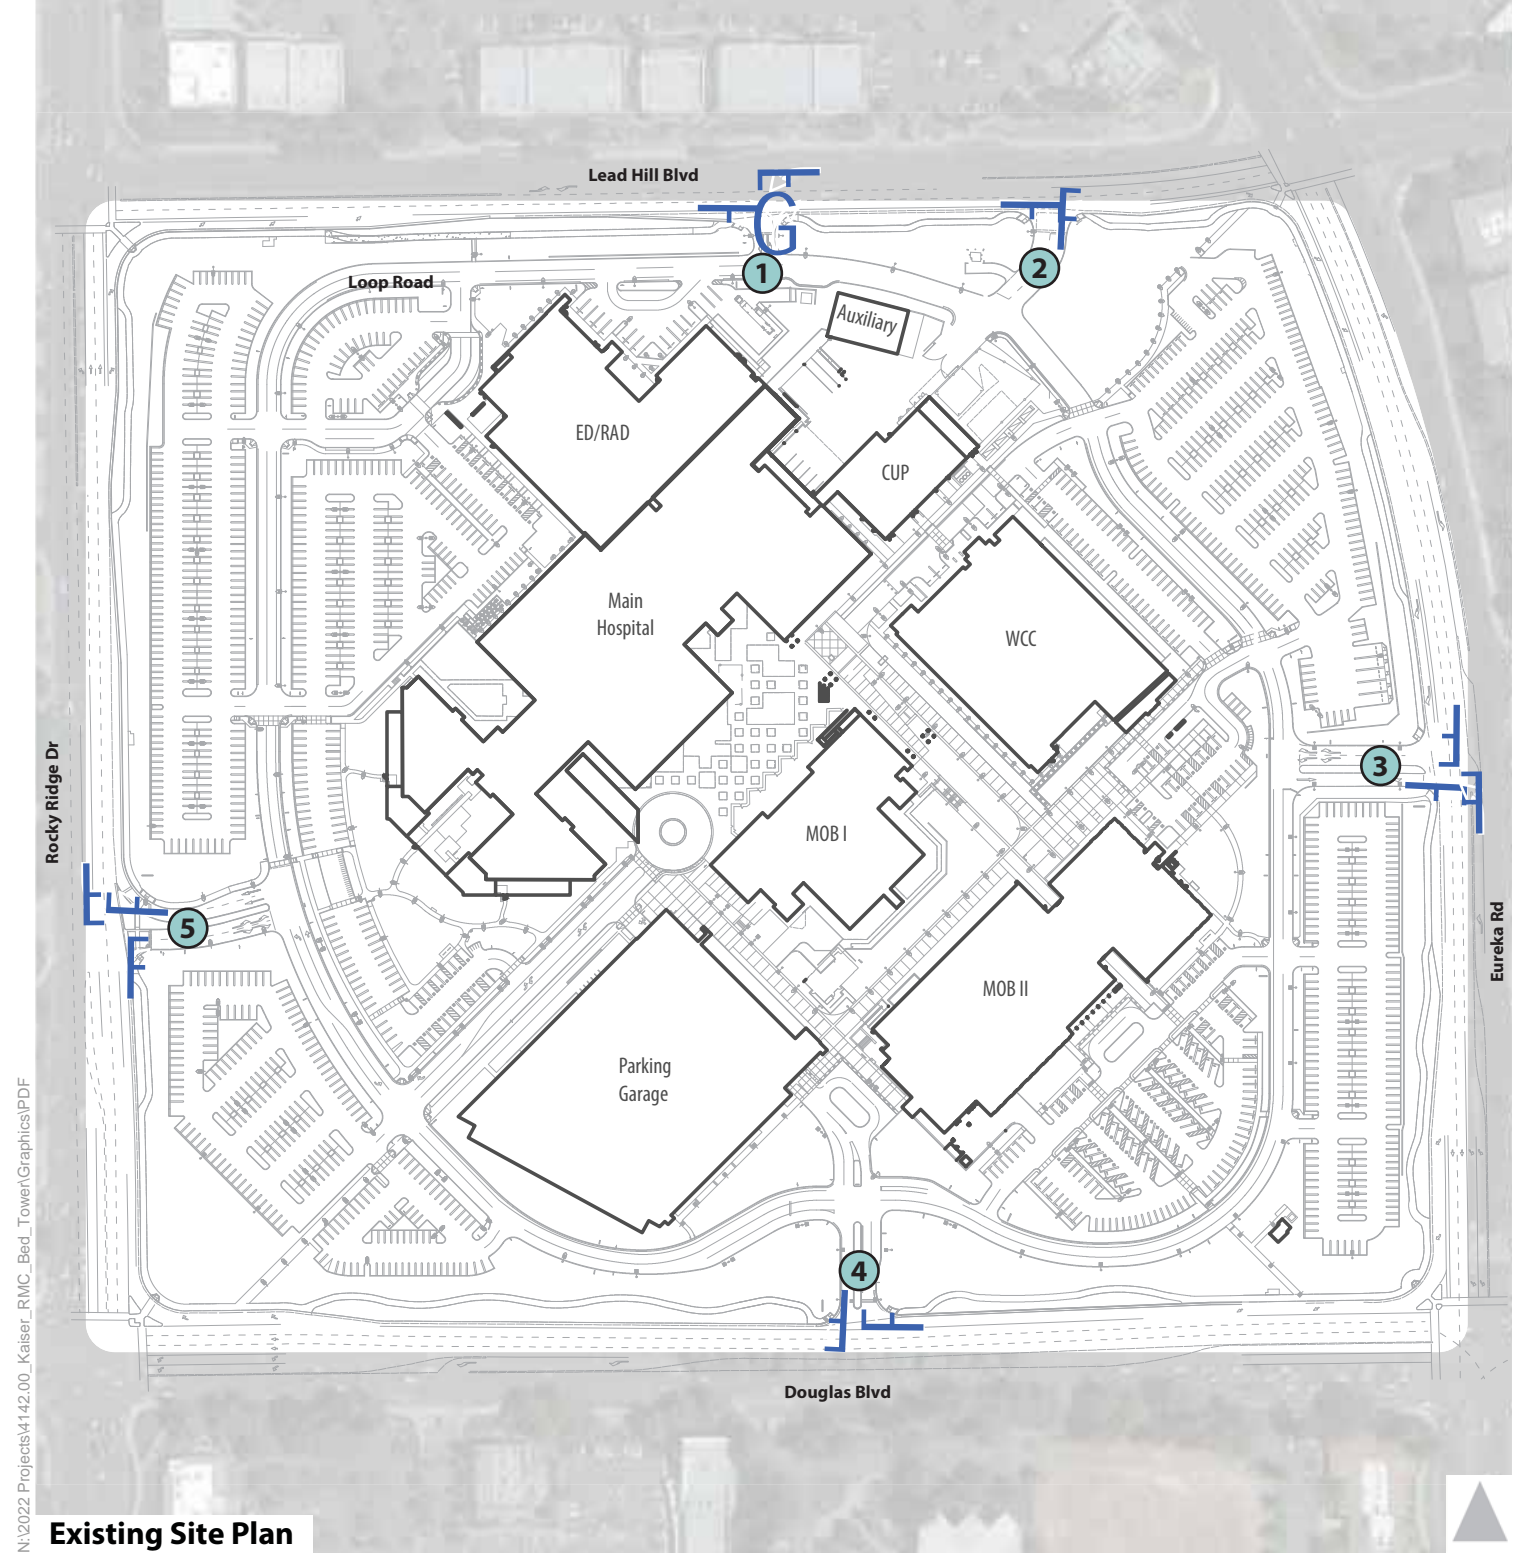 Lead Hill Blvd
G
1
2
Loop Road
Auxiliary
ED/RAD
CUP
Main
Hospital
WCC
Rocky Ridge Dr
3
MOB I
5
Eureka Rd
MOB II
Parking
Garage
4
Douglas Blvd
N:\2022 Projects\4142.00_Kaiser_RMC_Bed_Tower\Graphics\PDF
Existing Site Plan